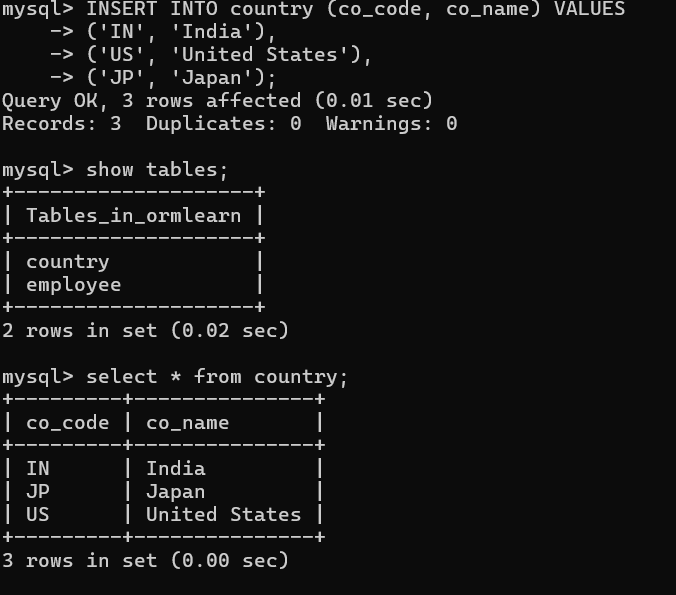 mysql> INSERT INTO country (co_code, co_name) VALUES
    -> ('IN', 'India'),
    -> ('US', 'United States'),
    -> ('JP', 'Japan');
Query OK, 3 rows affected (0.01 sec)
Records: 3  Duplicates: 0  Warnings: 0

mysql> show tables;
+--------------------+
| Tables_in_ormlearn |
+--------------------+
| country            |
| employee           |
+--------------------+
2 rows in set (0.02 sec)

mysql> select * from country;
+---------+---------------+
| co_code | co_name       |
+---------+---------------+
| IN      | India         |
| JP      | Japan         |
| US      | United States |
+---------+---------------+
3 rows in set (0.00 sec)